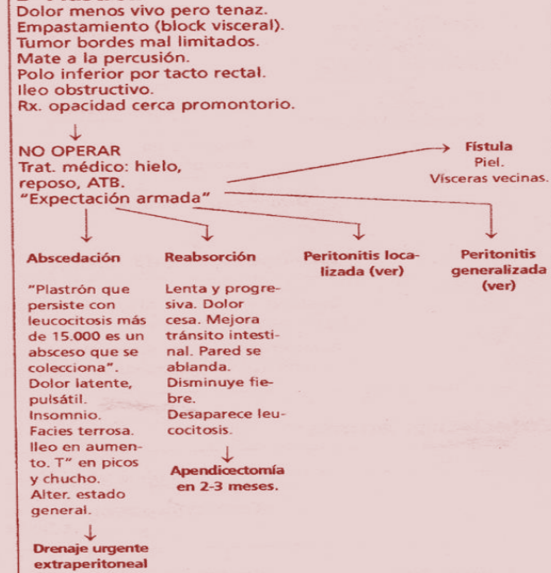 Dolor menos vivo pero tenaz.
Empastamiento (block visceral).
Tumor bordes mal limitados.
Mate a la percusión.
Polo inferior por tacto rectal.
Ileo obstructivo.
Rx. opacidad cerca promontorio.
NO OPERAR
Trat. médico: hielo,
reposo, ATB.
"Expectación armada"
Fístula
Piel.
Vísceras vecinas.
Abscedación
"Plastrón que
persiste con
leucocitosis más
de 15.000 es un
absceso que se
colecciona".
Dolor latente,
pulsátil.
Insomnio.
Facies terrosa.
Ileo en aumen-
to. T" en picos
y chucho.
Alter. estado
general.
Drenaje urgente
extraperitoneal
Reabsorción
Lenta y progre-
siva. Dolor
cesa. Mejora
tránsito intesti-
nal. Pared se
ablanda.
Disminuye fie-
bre.
Desaparece leu-
cocitosis.
Apendicectomía
en 2-3 meses.
Peritonitis loca-
lizada (ver)
Peritonitis
generalizada
(ver)